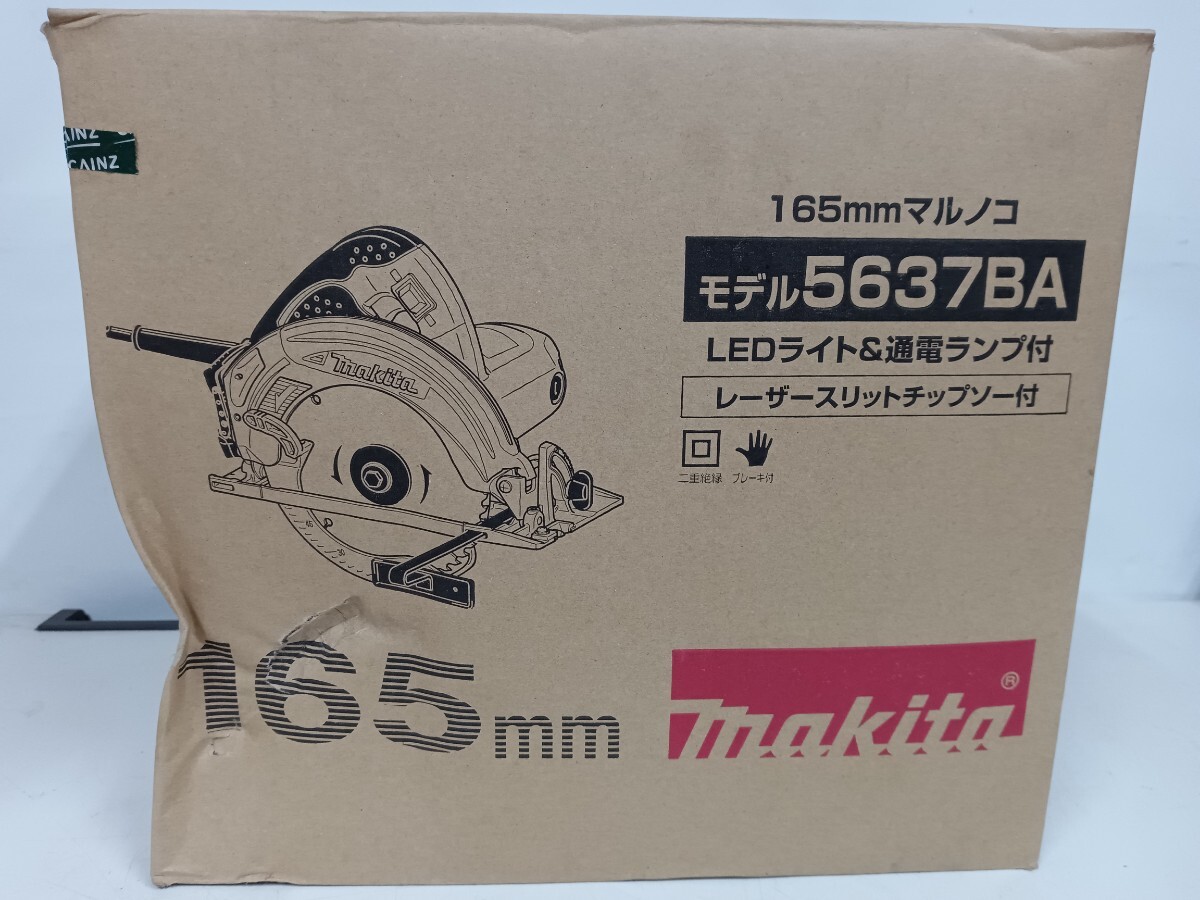 CAINZ
165mmマルノコ
モデル5637BA
LEDライト&通電ランプ付
レーザースリットチップソー付
二重絶縁 ブレーキ付
makita
165mm
makita®